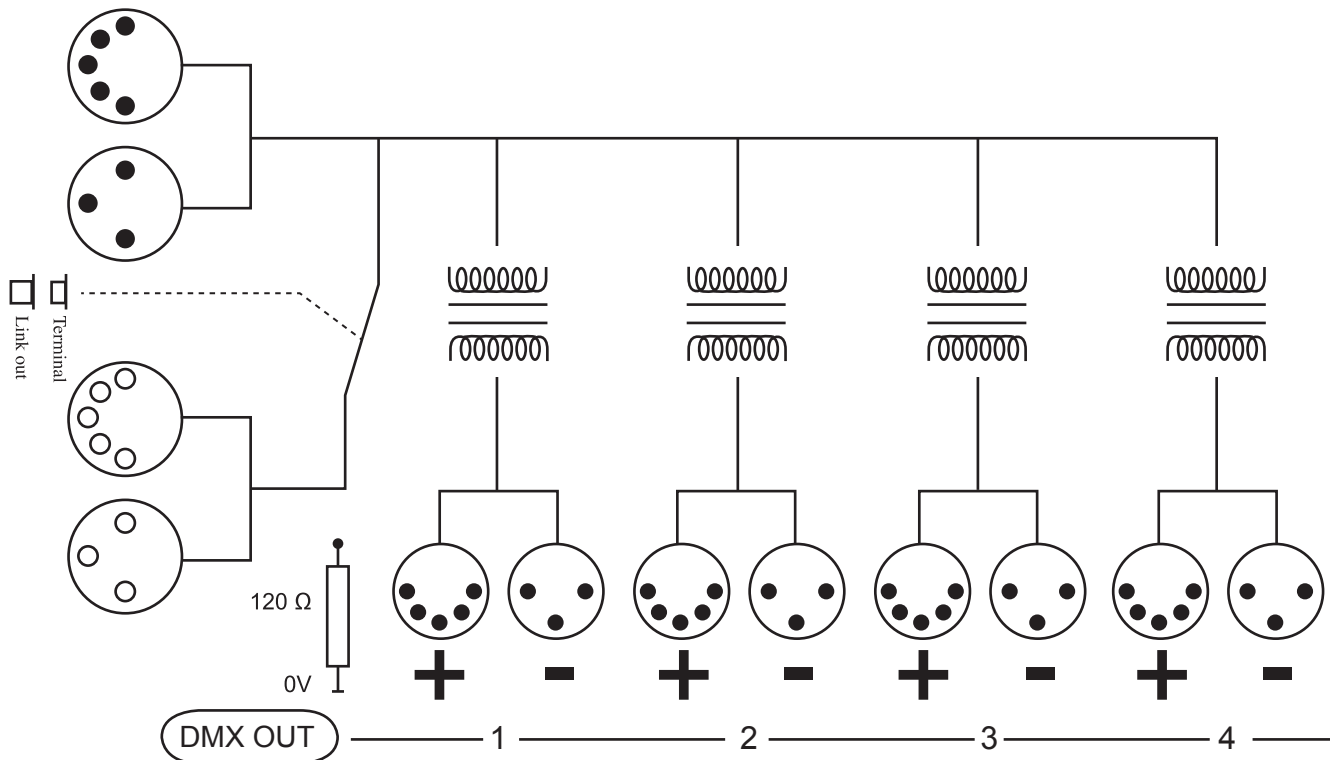 Link out
Terminal
120 Ω
0V
+ - + - + - + -
DMX OUT 1 2 3 4